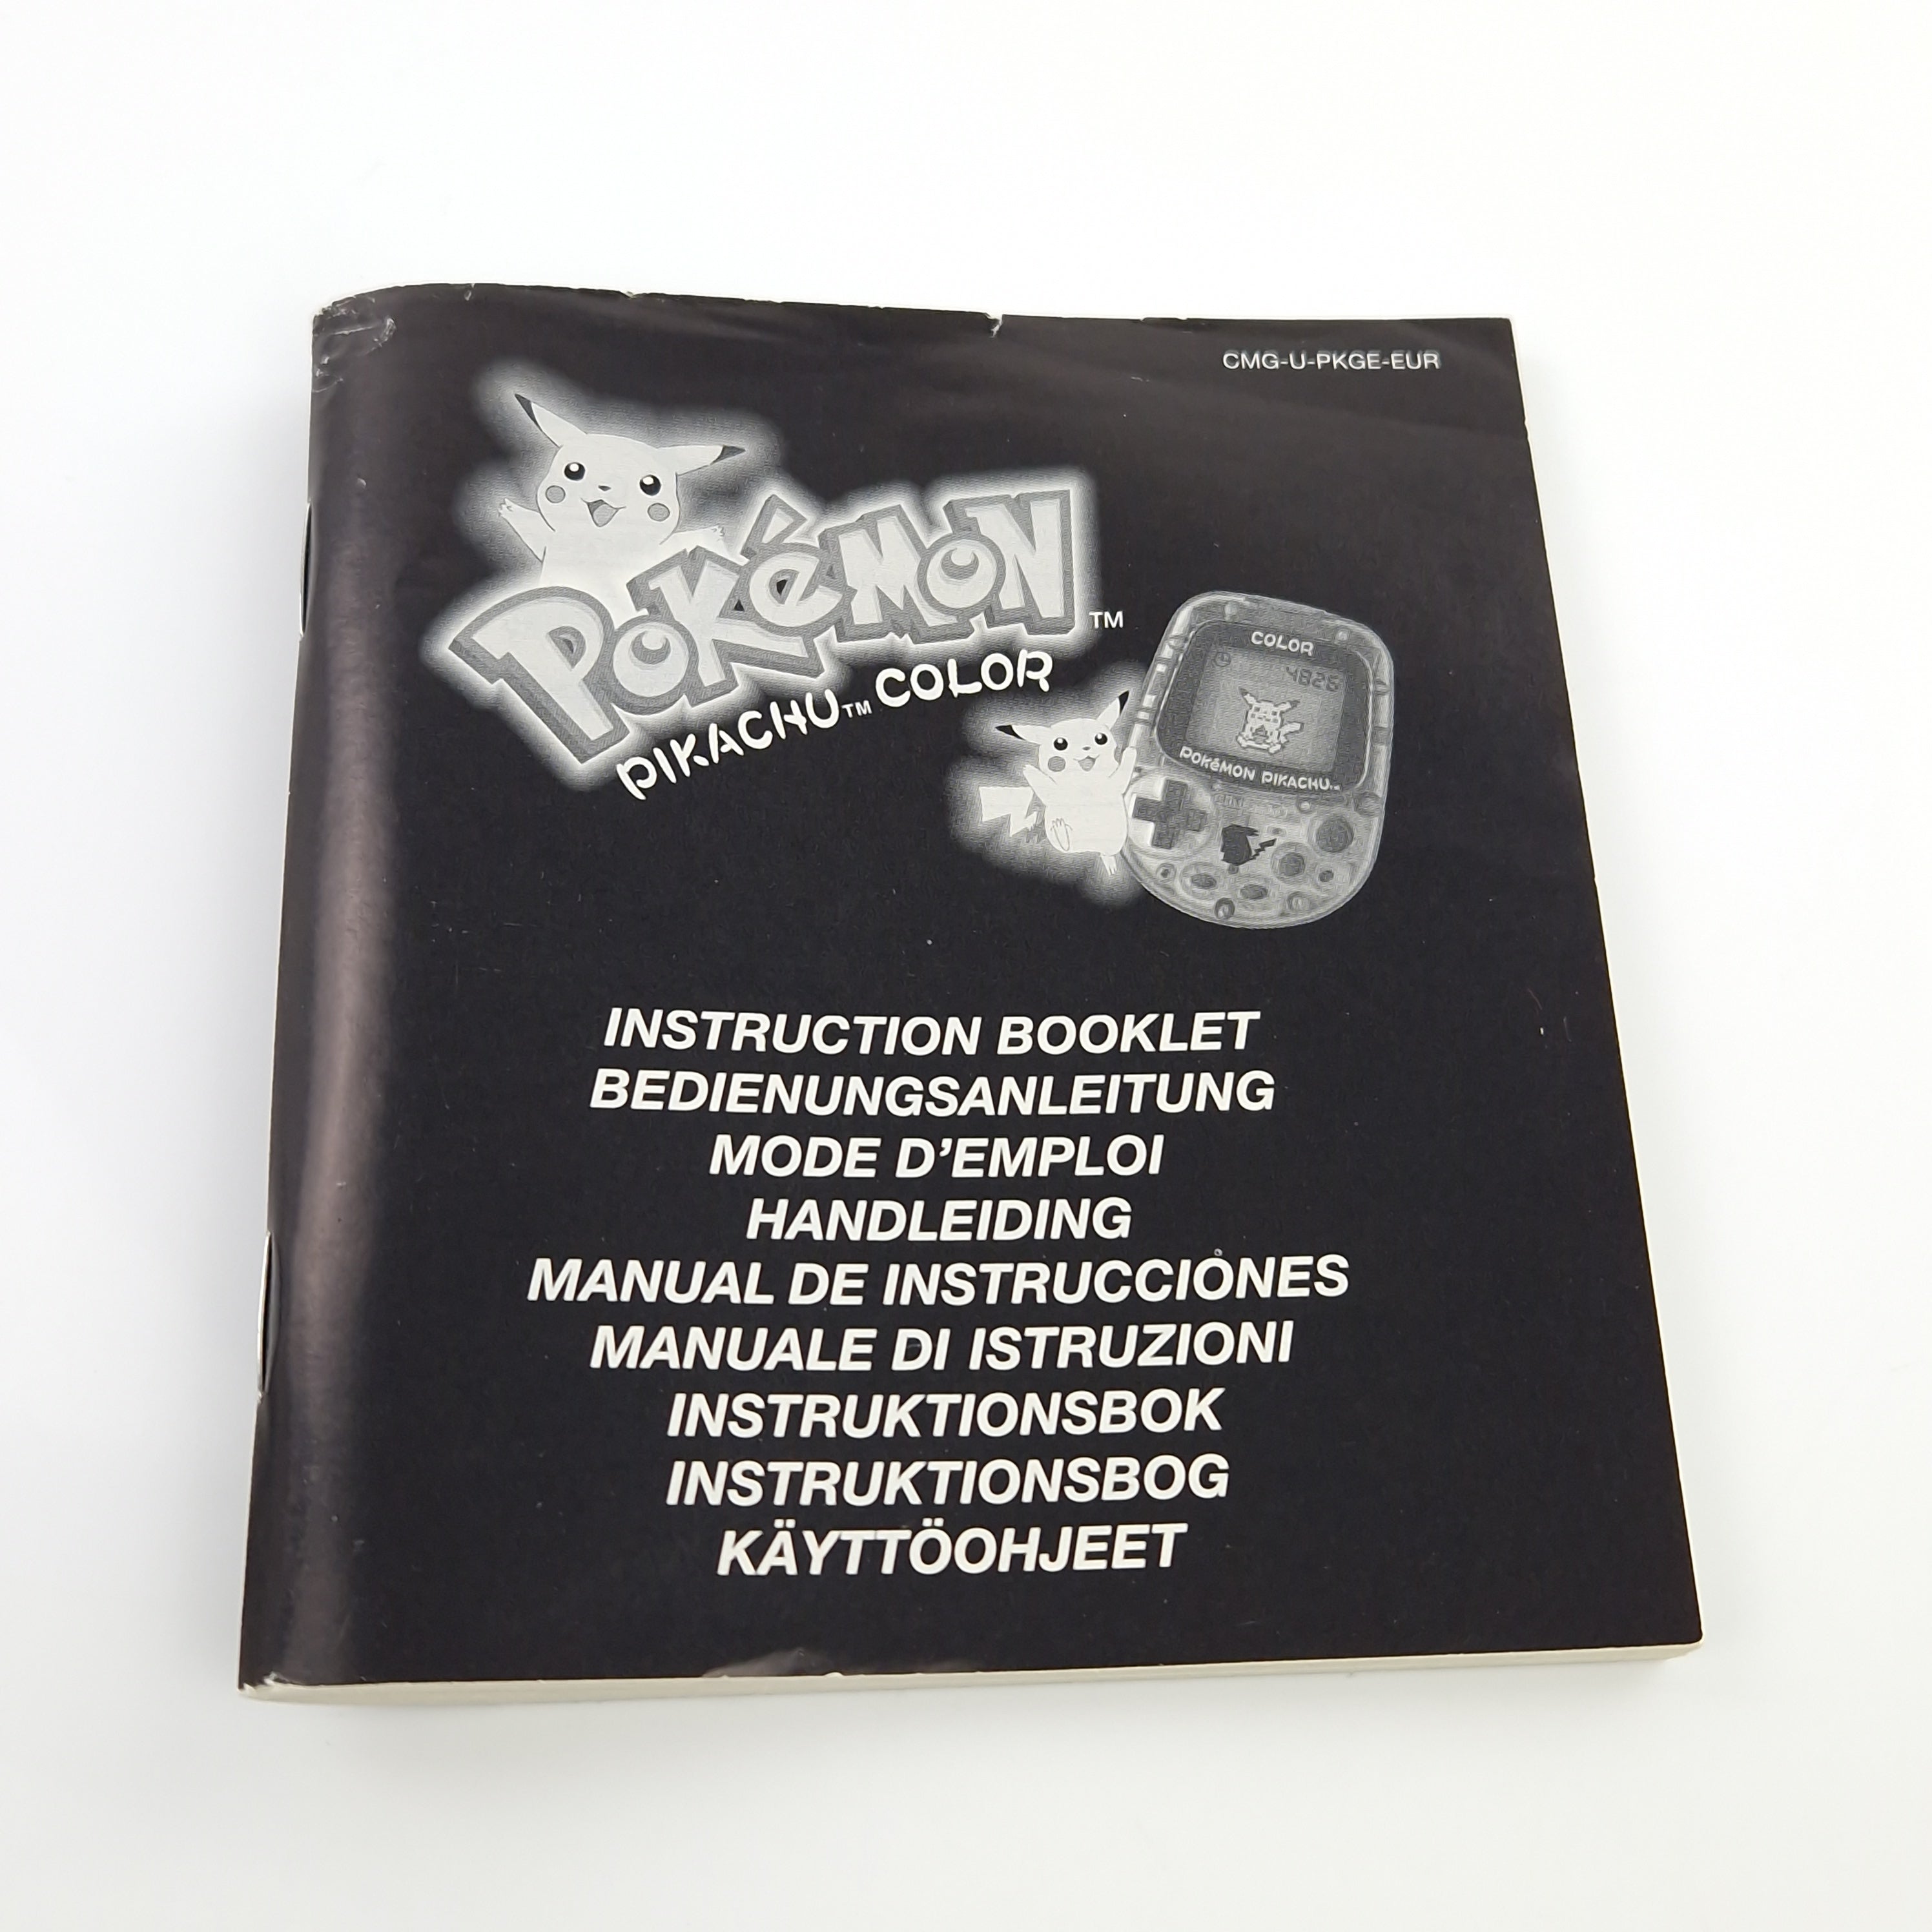 CMG-U-PKGE-EUR
POKéMON™
PIKACHU™ COLOR
COLOR
4826
POKéMON PIKACHU™
INSTRUCTION BOOKLET
BEDIENUNGSANLEITUNG
MODE D'EMPLOI
HANDLEIDING
MANUAL DE INSTRUCCIONES
MANUALE DI ISTRUZIONI
INSTRUKTIONSBOK
INSTRUKTIONSBOG
KÄYTTÖOHJEET